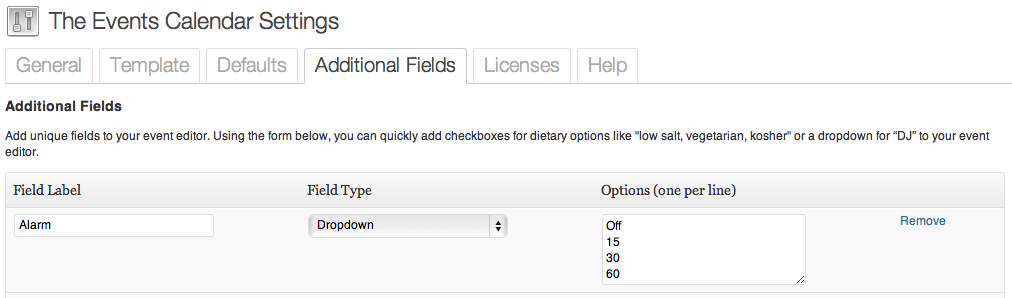 The Events Calendar Settings
General Template Defaults Additional Fields Licenses Help
Additional Fields
Add unique fields to your event editor. Using the form below, you can quickly add checkboxes for dietary options like "low salt, vegetarian, kosher" or a dropdown for “DJ” to your event
editor.
Field Label Field Type Options (one per line)
Alarm Dropdown Off Remove
15
30
60